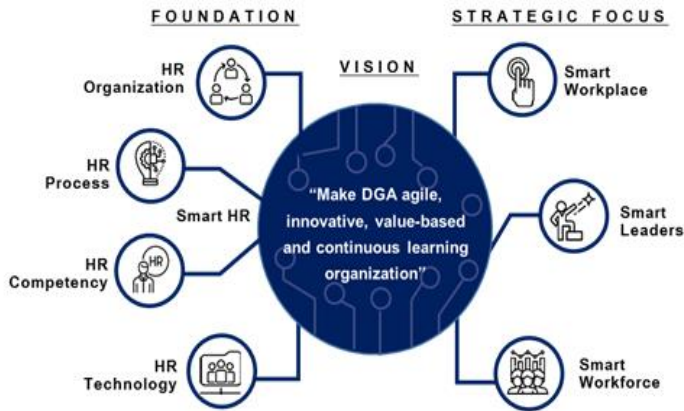 FOUNDATION
VISION
STRATEGIC FOCUS
HR
Organization
HR
Process
Smart HR
HR
Competency
HR
HR
Technology
“Make DGA agile,
innovative, value-based
and continuous learning
organization”
Smart
Workplace
Smart
Leaders
Smart
Workforce